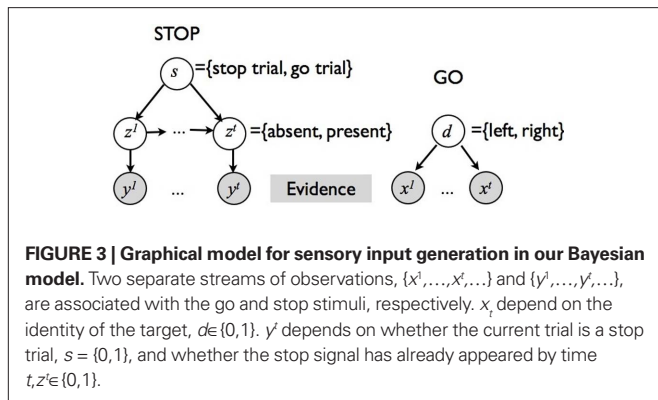 STOP
s ={stop trial, go trial}
GO
z¹ ... zᵗ ={absent, present}
d ={left, right}
y¹ ... yᵗ Evidence x¹ ... xᵗ
FIGURE 3 | Graphical model for sensory input generation in our Bayesian
model. Two separate streams of observations, {x¹,...,xᵗ,...} and {y¹,...,yᵗ,...},
are associated with the go and stop stimuli, respectively. xₜ depend on the
identity of the target, d∈{0,1}. yᵗ depends on whether the current trial is a stop
trial, s = {0,1}, and whether the stop signal has already appeared by time
t,zᵗ∈{0,1}.